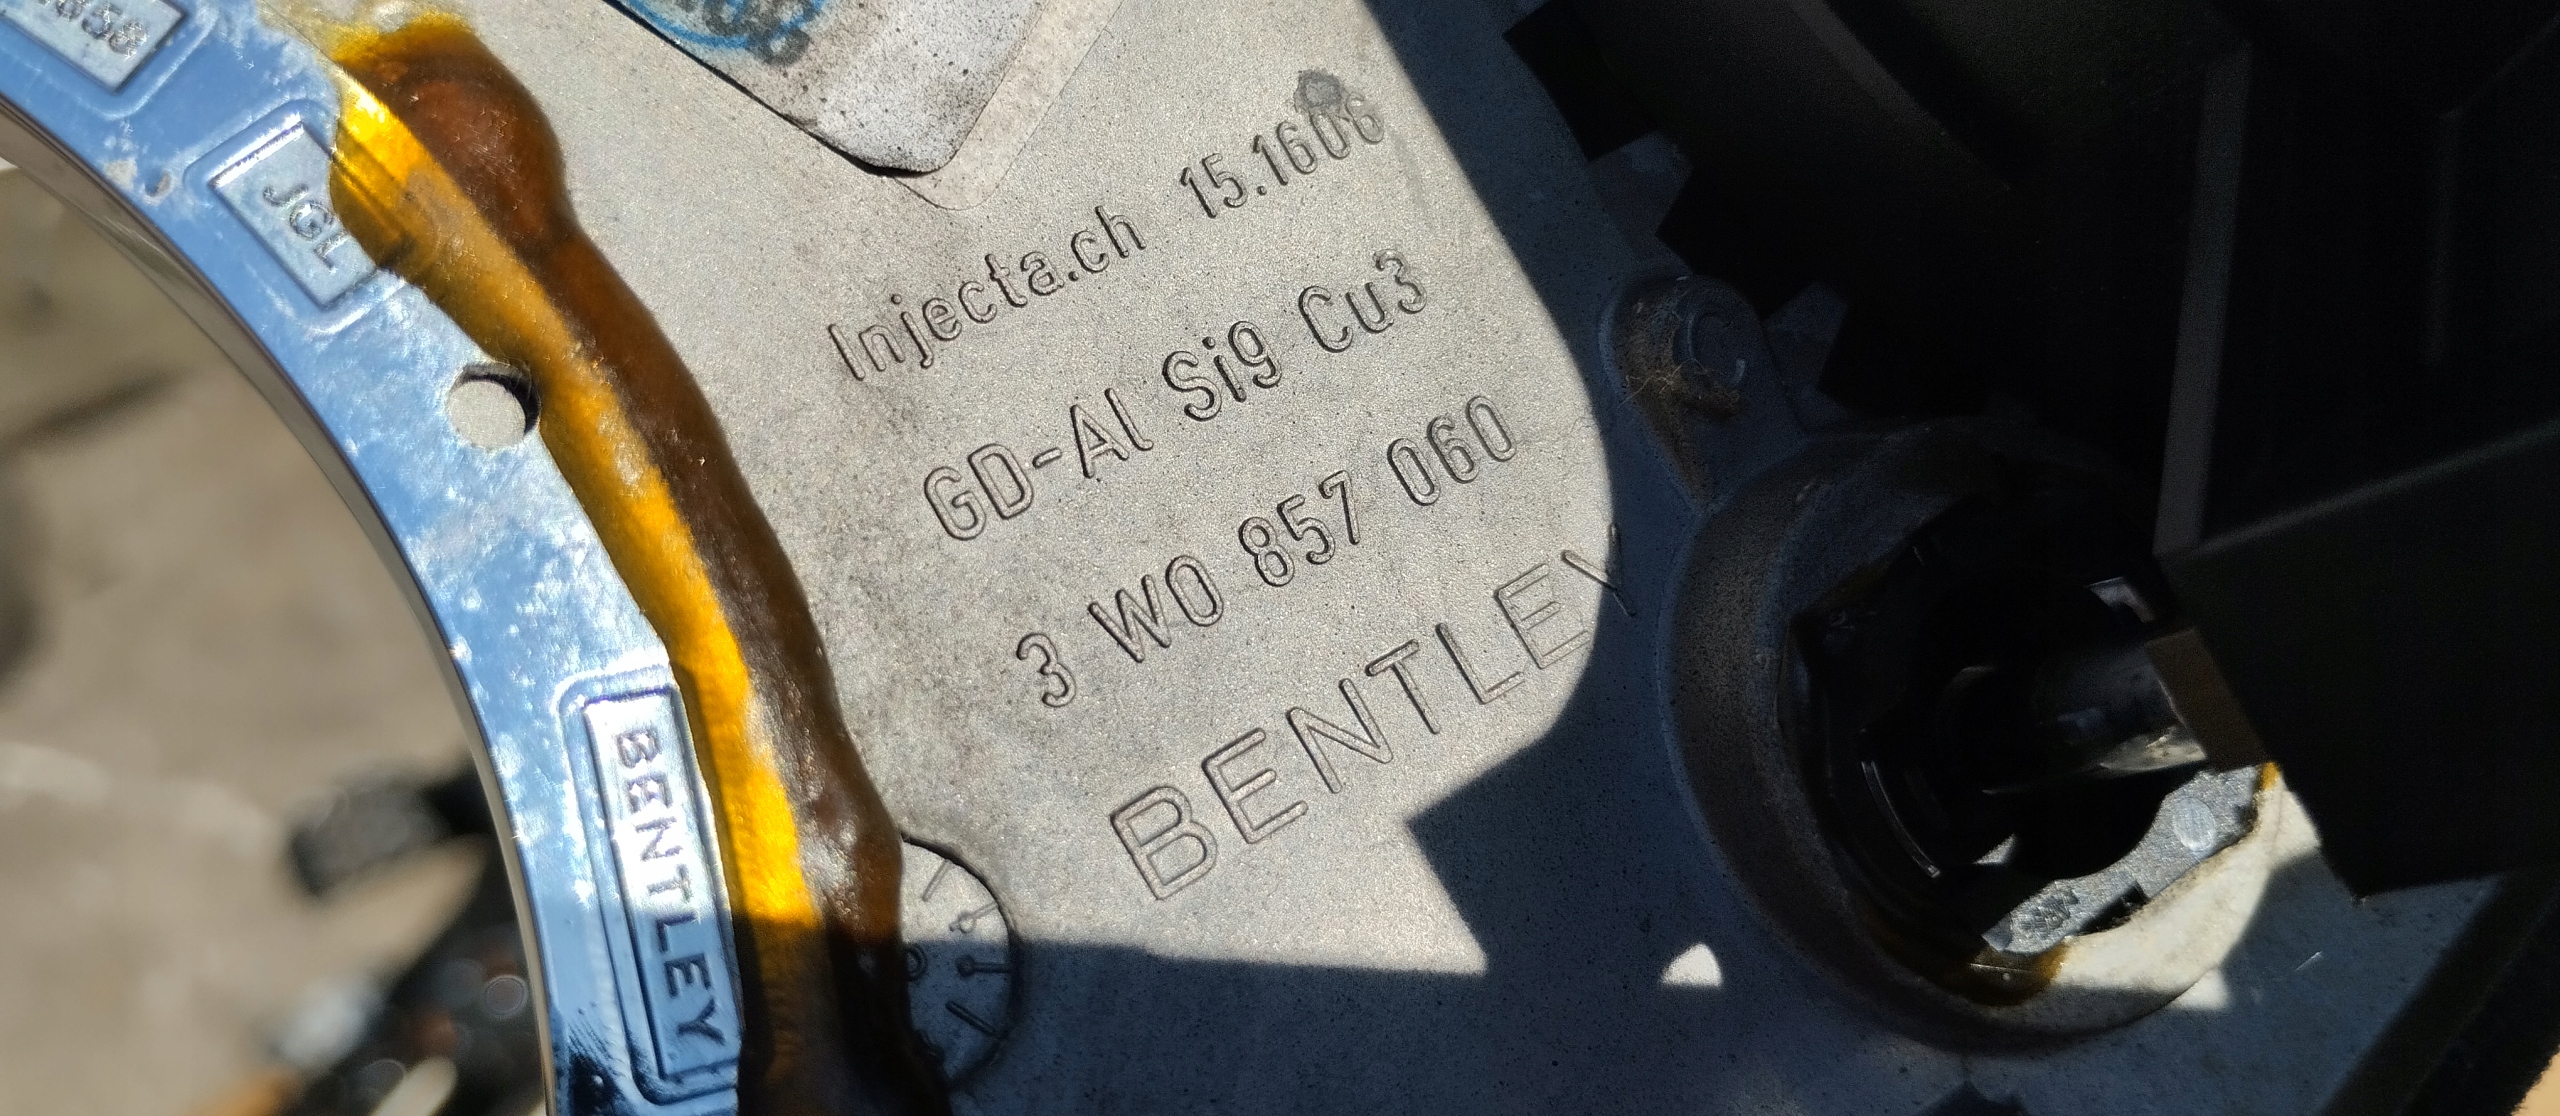 JGL
Injecta.ch 15.1606
GD-Al Si9 Cu3
3 W0 857 060
BENTLEY
BENTLEY